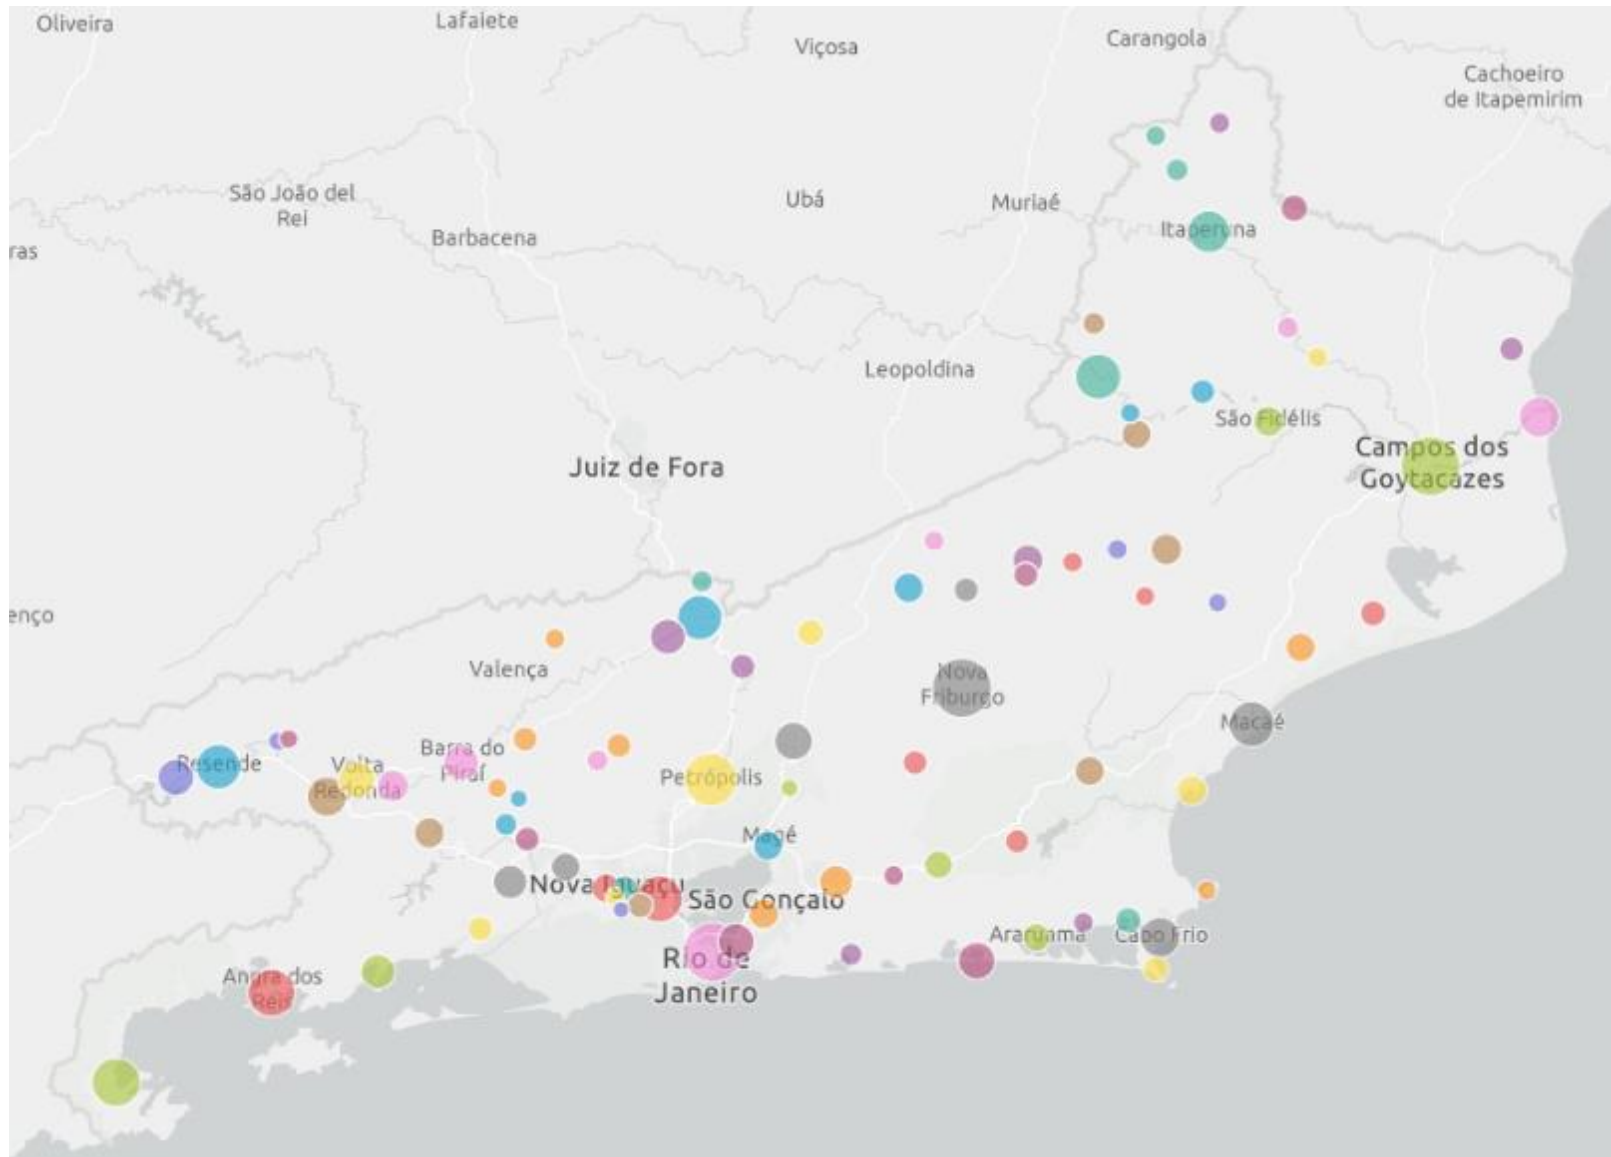 Oliveira
Lafaiete
Viçosa
Carangola
Cachoeiro
de Itapemirim
São João del
Rei
Ubá
Muriaé
Itaperuna
Barbacena
ras
Leopoldina
São Fidélis
Campos dos
Goytacazes
Juiz de Fora
enço
Valença
Nova
Friburgo
Macaé
Resende
Volta
Redonda
Barra do
Piraí
Petrópolis
Magé
Nova Iguaçu
São Gonçalo
Araruama
Cabo Frio
Rio de
Janeiro
Angra dos
Reis